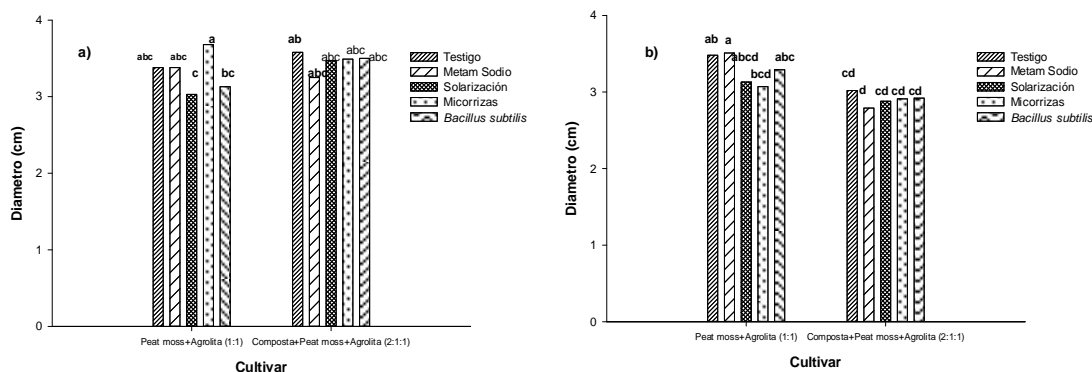 a)
Diametro (cm)
4
3
2
1
0
abc
abc
c
a
bc
ab
abc
abc
abc
abc
Testigo
Metam Sodio
Solarización
Micorrizas
Bacillus subtilis
Peat moss+Agrolita (1:1)
Composta+Peat moss+Agrolita (2:1:1)
Cultivar
b)
Diametro (cm)
4
3
2
1
0
ab
a
abcd
bcd
abc
cd
d
cd
cd
cd
Testigo
Metam Sodio
Solarización
Micorrizas
Bacillus subtilis
Peat moss+Agrolita (1:1)
Composta+Peat moss+Agrolita (2:1:1)
Cultivar